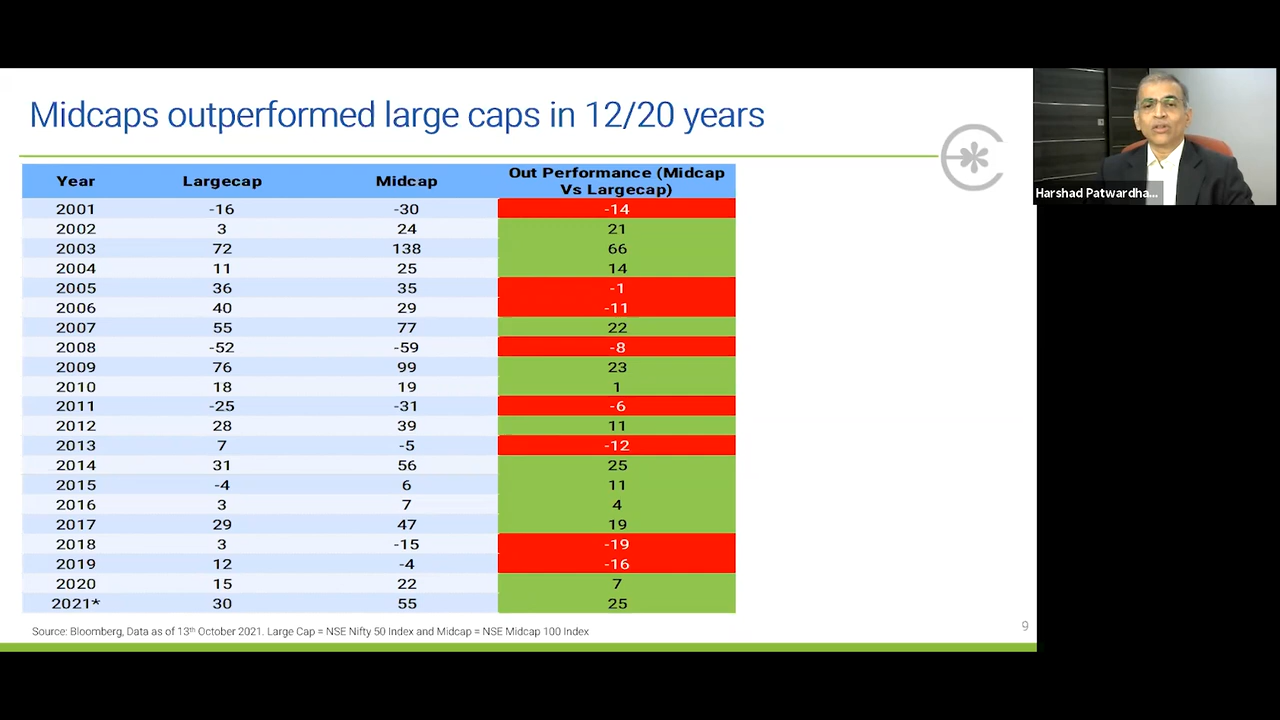 Midcaps outperformed large caps in 12/20 years
Year Largecap Midcap Out Performance (Midcap Vs Largecap)
2001 -16 -30 -14
2002 3 24 21
2003 72 138 66
2004 11 25 14
2005 36 35 -1
2006 40 29 -11
2007 55 77 22
2008 -52 -59 -8
2009 76 99 23
2010 18 19 1
2011 -25 -31 -6
2012 28 39 11
2013 7 -5 -12
2014 31 56 25
2015 -4 6 11
2016 3 7 4
2017 29 47 19
2018 3 -15 -19
2019 12 -4 -16
2020 15 22 7
2021* 30 55 25
Source: Bloomberg, Data as of 13th October 2021. Large Cap = NSE Nifty 50 Index and Midcap = NSE Midcap 100 Index
9
Harshad Patwardha...